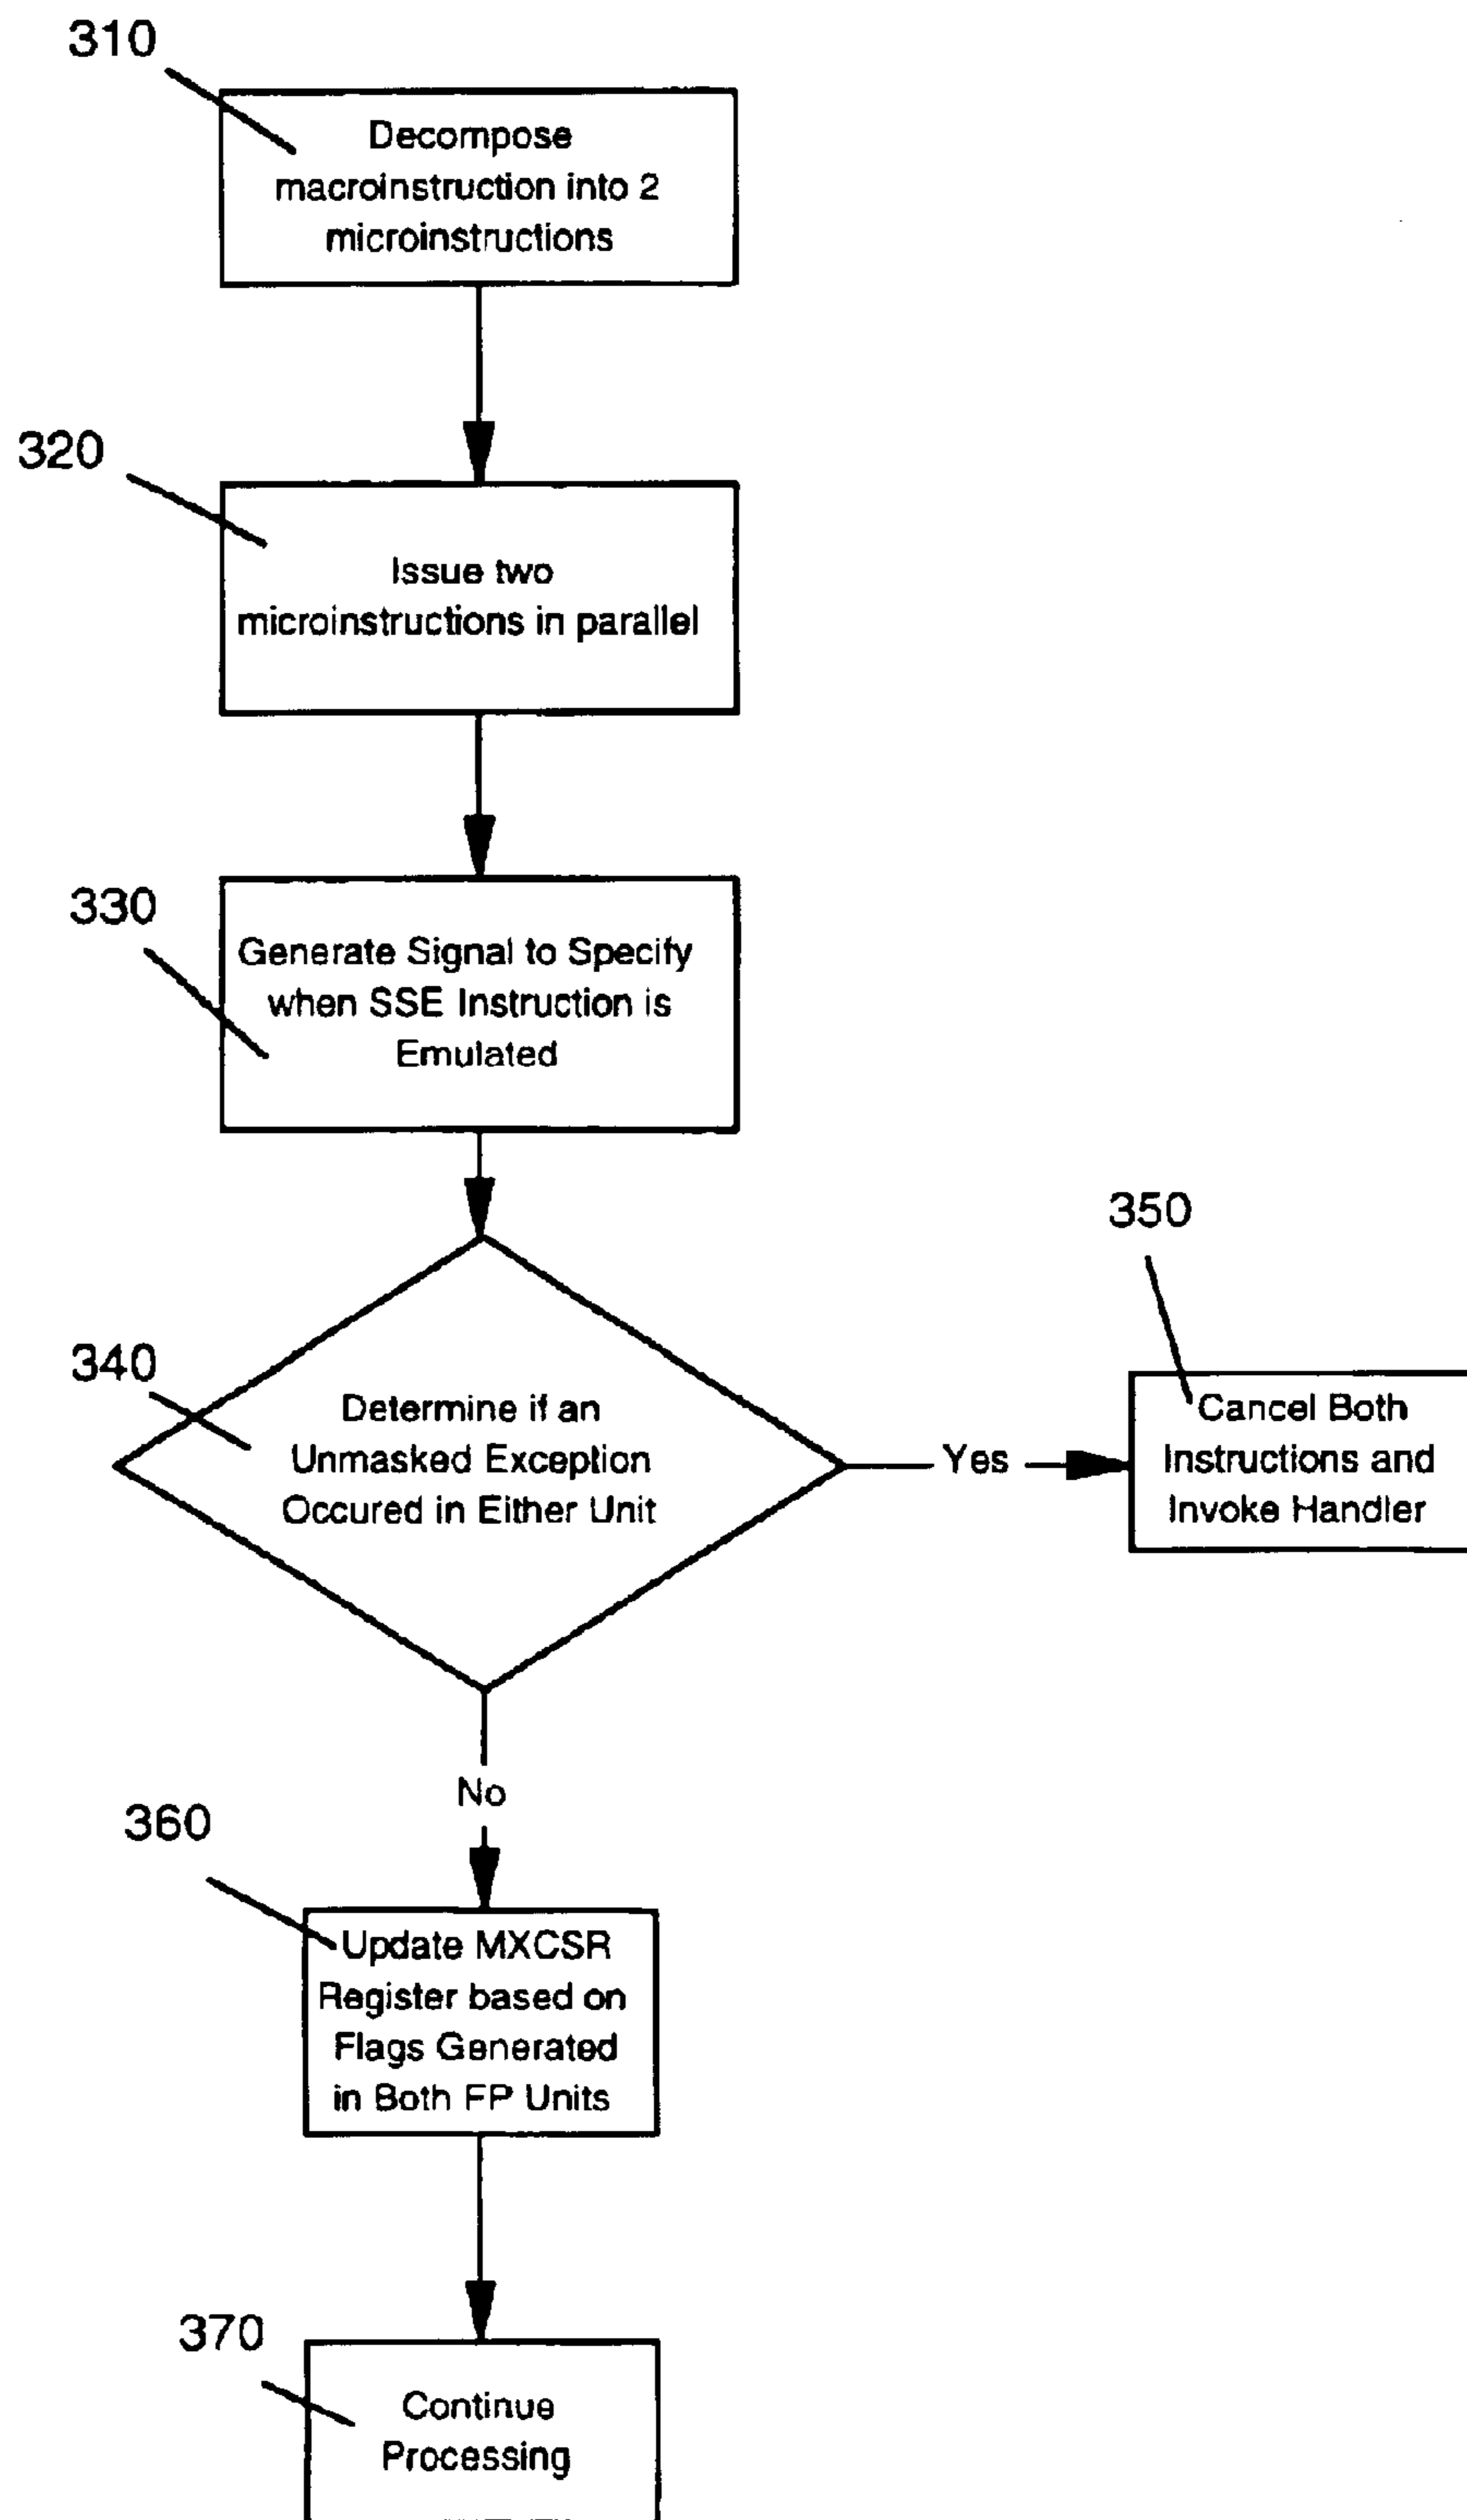 310
Decompose
macroinstruction into 2
microinstructions
320
Issue two
microinstructions in parallel
330
Generate Signal to Specify
when SSE Instruction is
Emulated
340
Determine if an
Unmasked Exception
Occured in Either Unit
Yes
350
Cancel Both
Instructions and
Invoke Handler
No
360
Update MXCSR
Register based on
Flags Generated
in Both FP Units
370
Continue
Processing